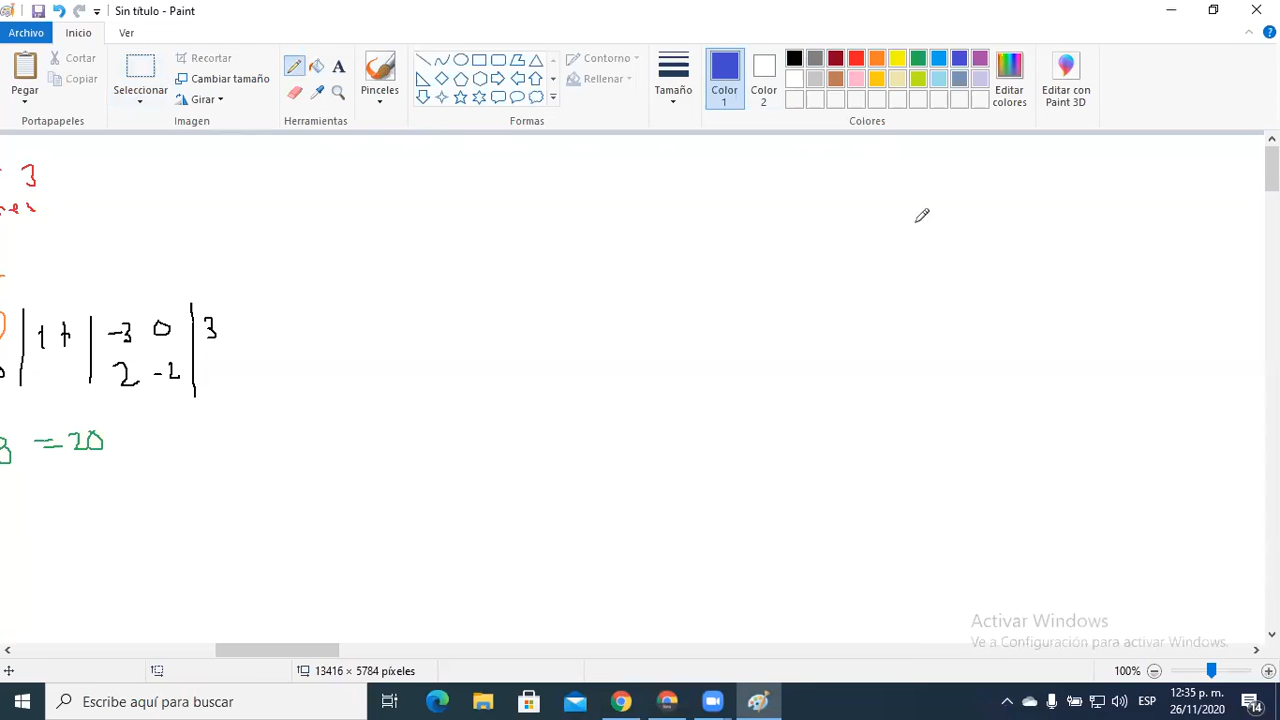 Sin título - Paint
Archivo Inicio Ver
Pegar
Cortar
Copiar
Portapapeles
Seleccionar
Recortar
Cambiar tamaño
Girar
Imagen
A
Herramientas
Pinceles
Contorno
Rellenar
Formas
Tamaño
Color 1
Color 2
Editar colores
Colores
Editar con Paint 3D
3
| 1 + | -3 0 | 3
2 -2
= 20
Activar Windows
Ve a Configuración para activar Windows.
13416 × 5784 píxeles
100%
Escribe aquí para buscar
ESP
12:35 p. m.
26/11/2020
14